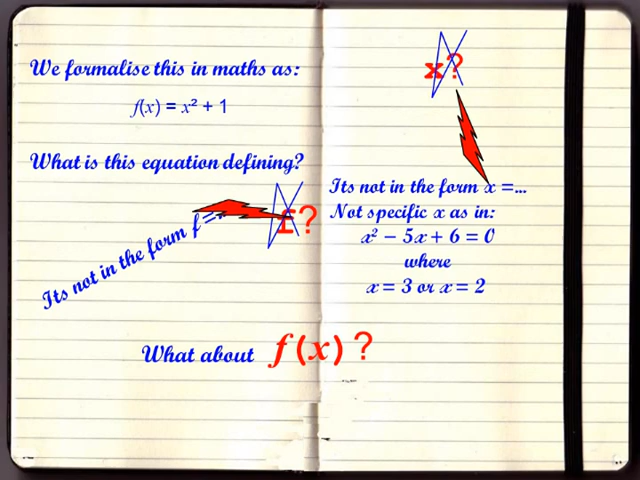 We formalise this in maths as:
f(x) = x² + 1
What is this equation defining?
f?
Its not in the form f =...
x?
Its not in the form x =...
Not specific x as in:
x² − 5x + 6 = 0
where
x = 3 or x = 2
What about f(x)?